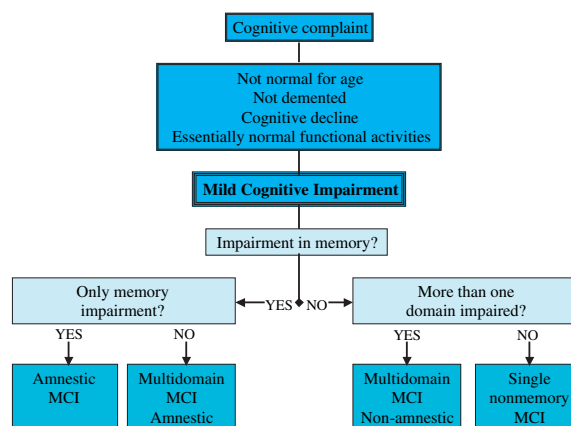 Cognitive complaint
Not normal for age
Not demented
Cognitive decline
Essentially normal functional activities
Mild Cognitive Impairment
Impairment in memory?
Only memory
impairment?
YES
NO
More than one
domain impaired?
YES
NO
YES
NO
Amnestic
MCI
Multidomain
MCI
Amnestic
Multidomain
MCI
Non-amnestic
Single
nonmemory
MCI